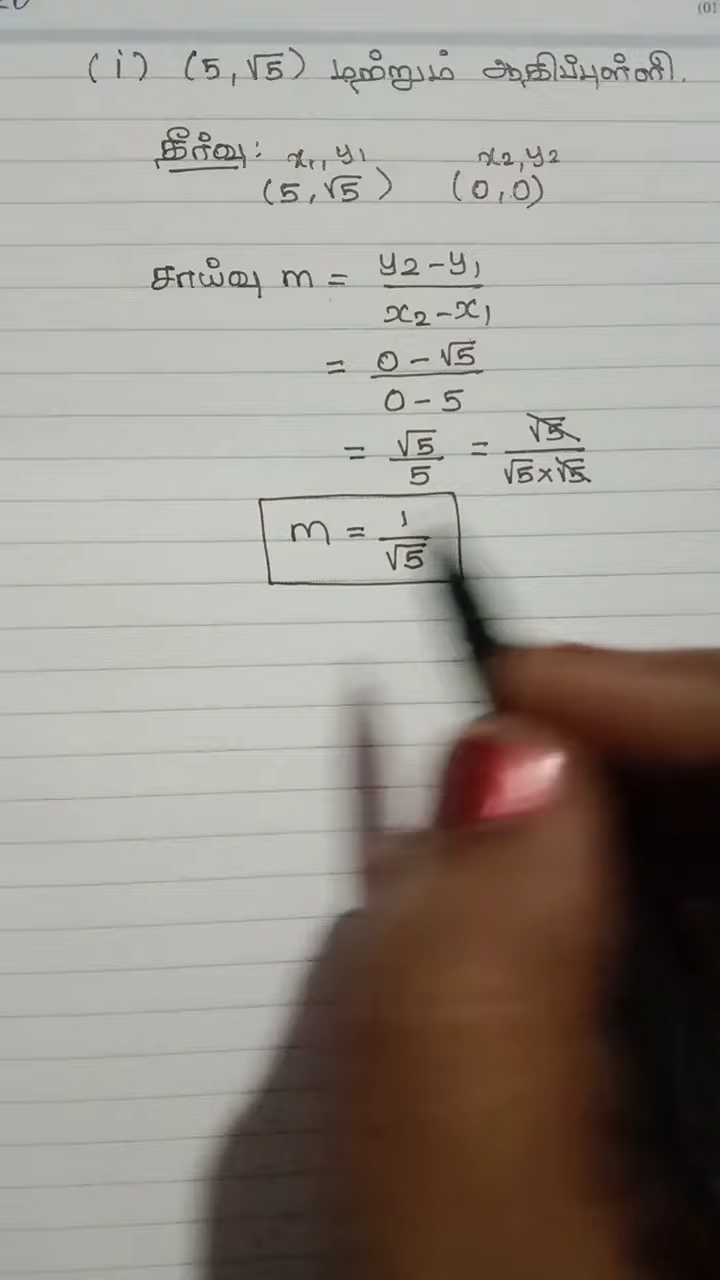 (i) (5, √5) மற்றும் ஆதிப்புள்ளி.
தீர்வு: x₁, y₁ x₂, y₂
(5, √5) (0, 0)
சாய்வு m = y₂ - y₁ / x₂ - x₁
= 0 - √5 / 0 - 5
= √5 / 5 = √5 / √5 × √5
m = 1 / √5